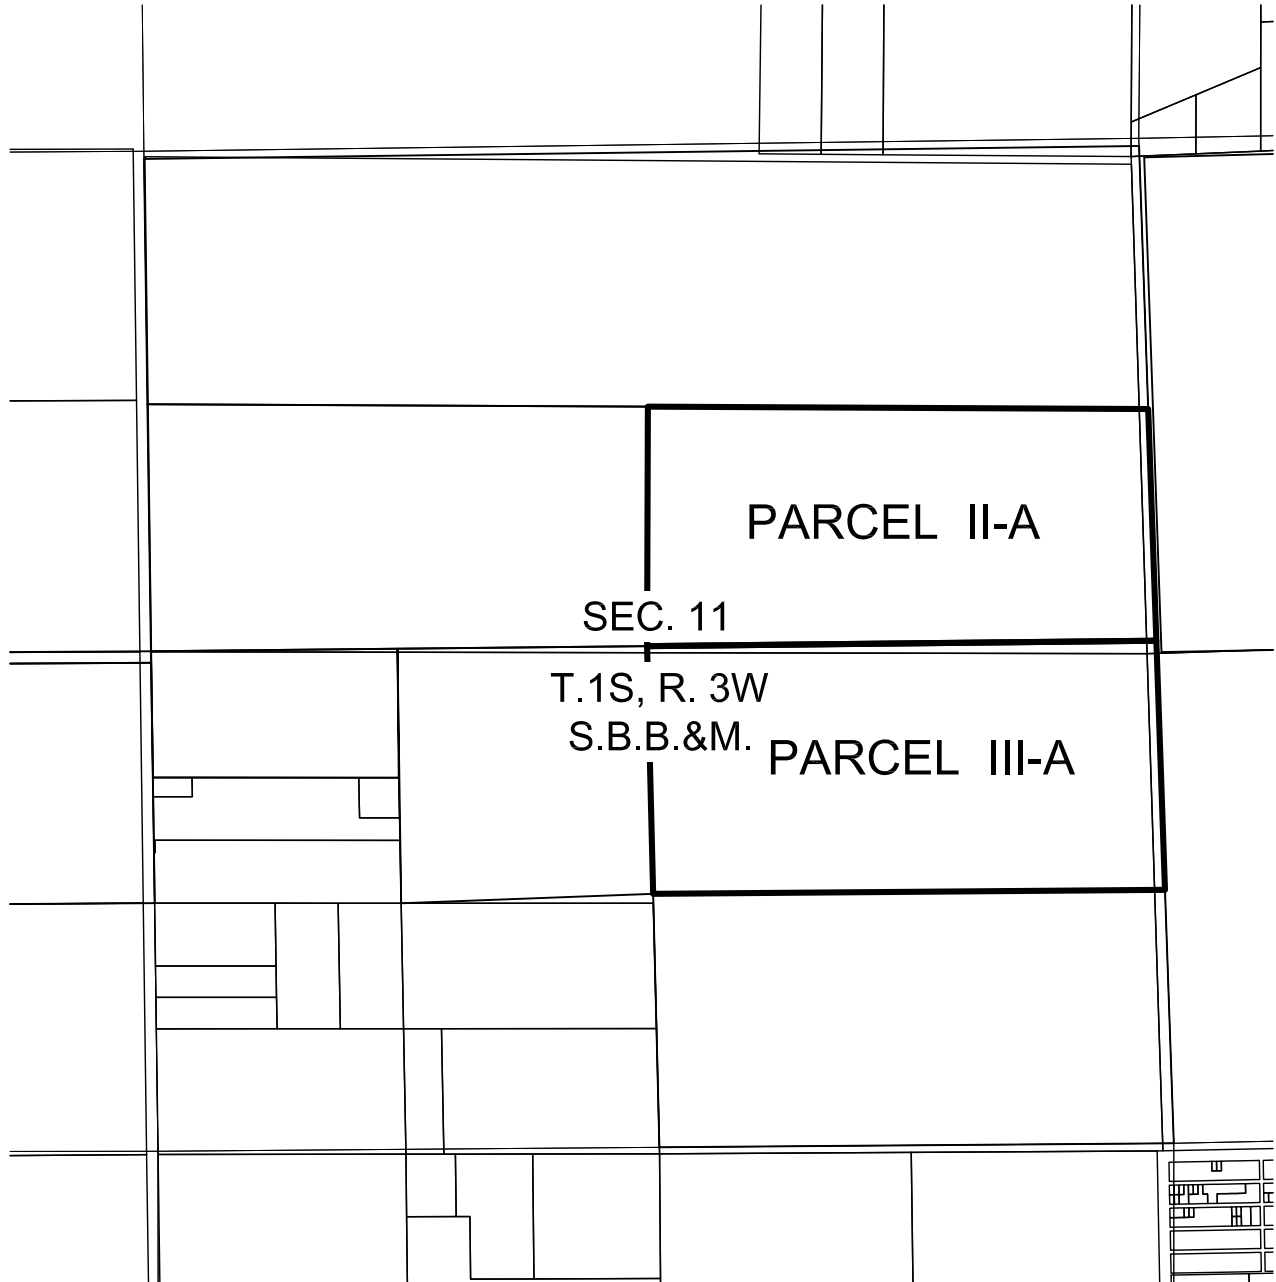 PARCEL II-A
SEC. 11
T.1S, R. 3W
S.B.B.&M.
PARCEL III-A